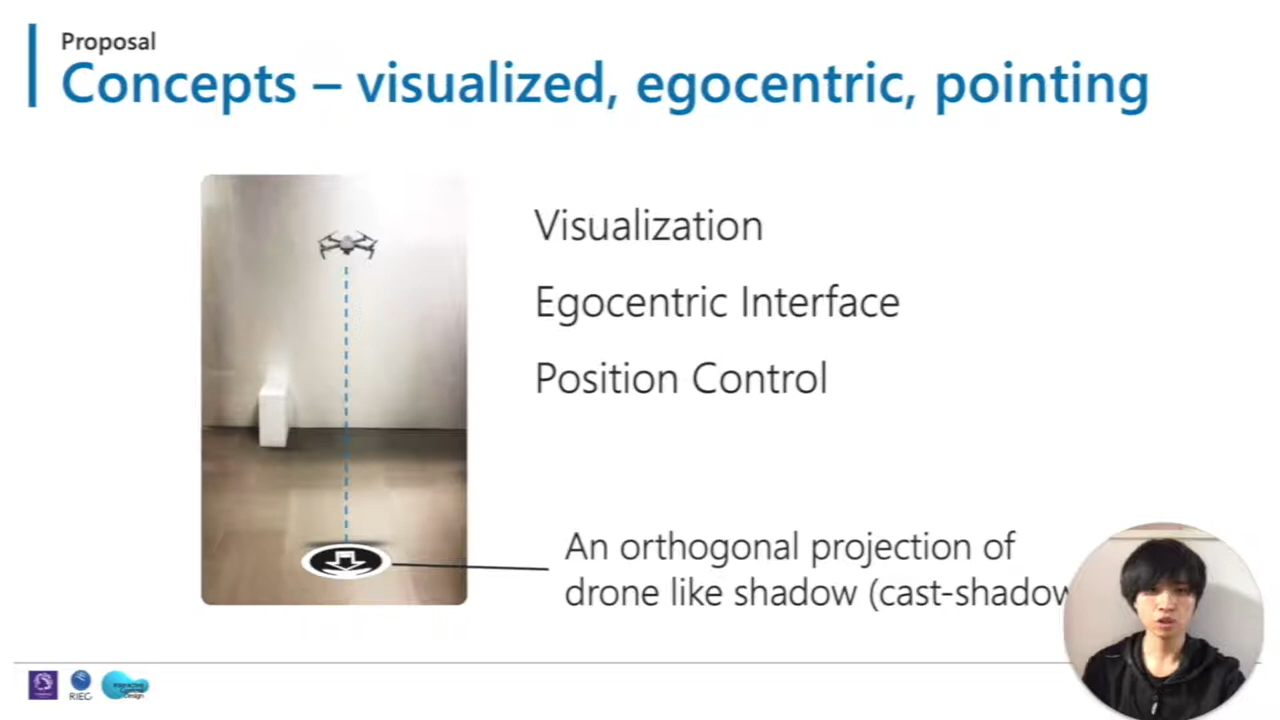 Proposal
Concepts – visualized, egocentric, pointing
Visualization
Egocentric Interface
Position Control
An orthogonal projection of
drone like shadow (cast-shadow
RIEC